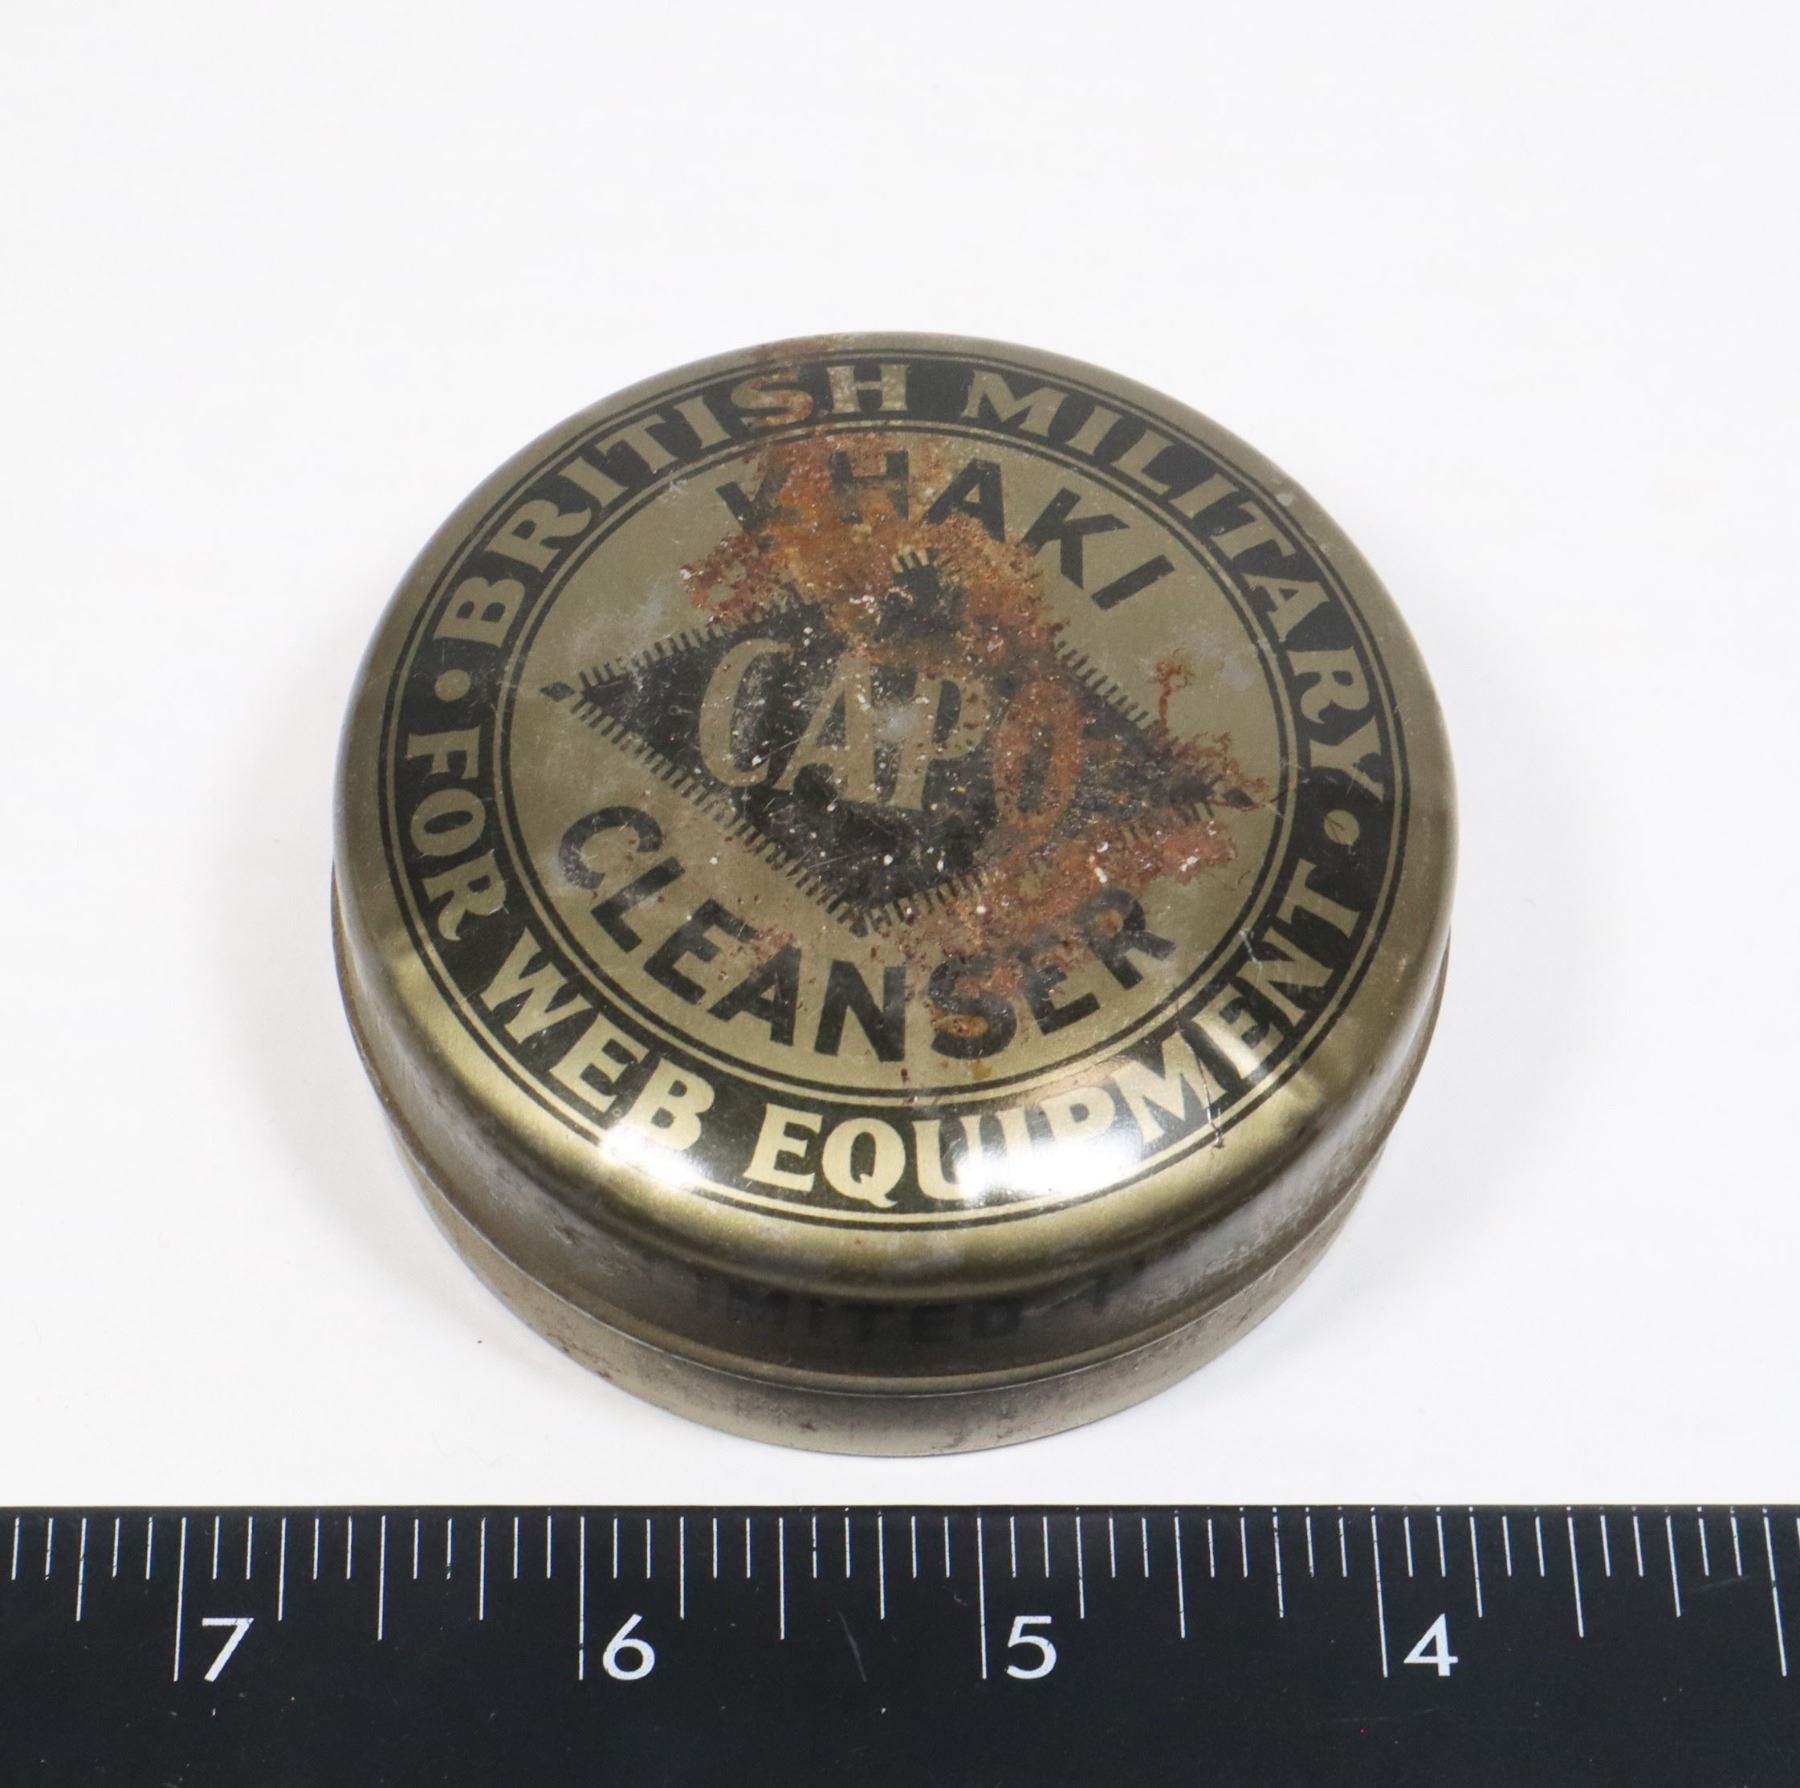 BRITISH MILITARY
KHAKI
CAPO
CLEANSER
FOR WEB EQUIPMENT
7 6 5 4